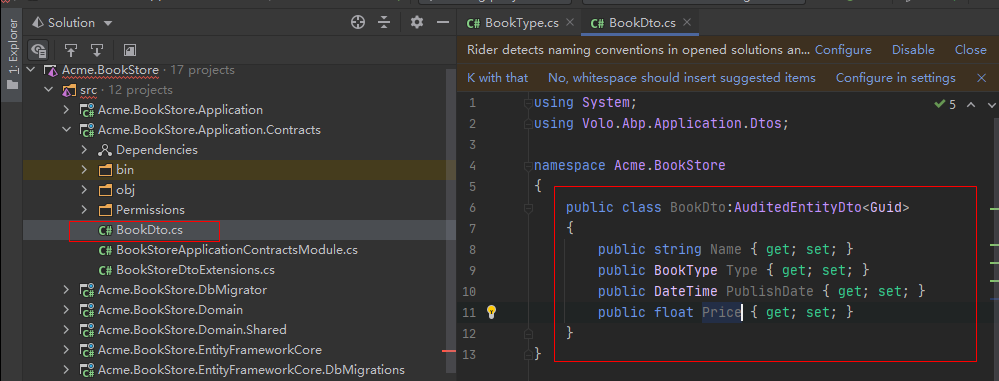 1: Explorer
Solution
Acme.BookStore · 17 projects
src · 12 projects
Acme.BookStore.Application
Acme.BookStore.Application.Contracts
Dependencies
bin
obj
Permissions
BookDto.cs
BookStoreApplicationContractsModule.cs
BookStoreDtoExtensions.cs
Acme.BookStore.DbMigrator
Acme.BookStore.Domain
Acme.BookStore.Domain.Shared
Acme.BookStore.EntityFrameworkCore
Acme.BookStore.EntityFrameworkCore.DbMigrations
BookType.cs
BookDto.cs
Rider detects naming conventions in opened solutions an... Configure Disable Close
K with that No, whitespace should insert suggested items Configure in settings
5
1 using System;
2 using Volo.Abp.Application.Dtos;
3
4 namespace Acme.BookStore
5 {
6 public class BookDto:AuditedEntityDto<Guid>
7 {
8 public string Name { get; set; }
9 public BookType Type { get; set; }
10 public DateTime PublishDate { get; set; }
11 public float Price { get; set; }
12 }
13 }